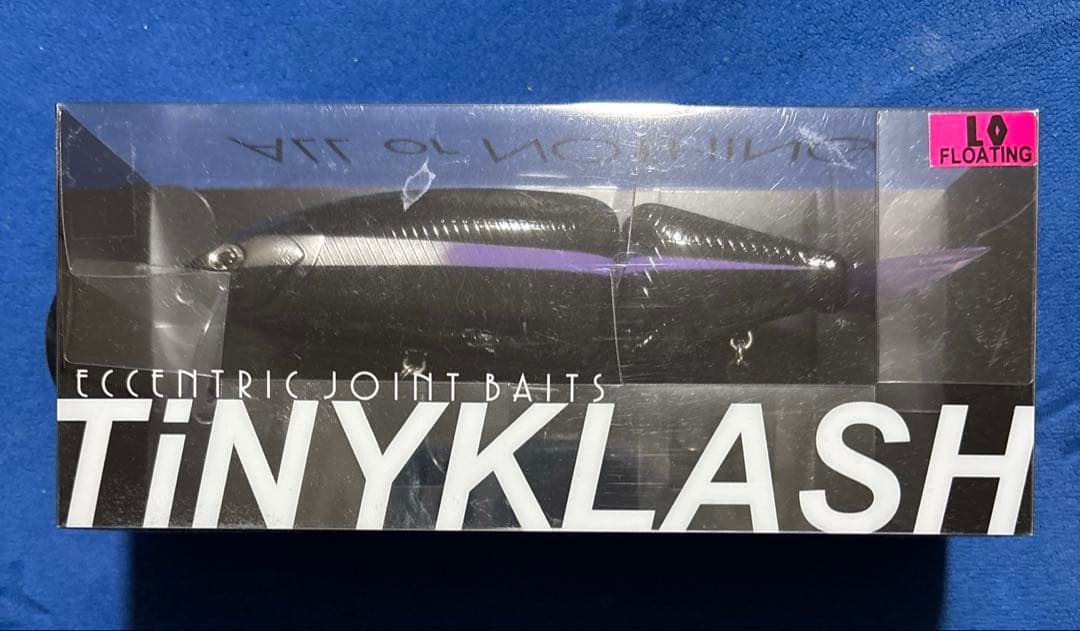 ALL or NOTHING
LO
FLOATING
ECCENTRIC JOINT BAITS
TiNYKLASH